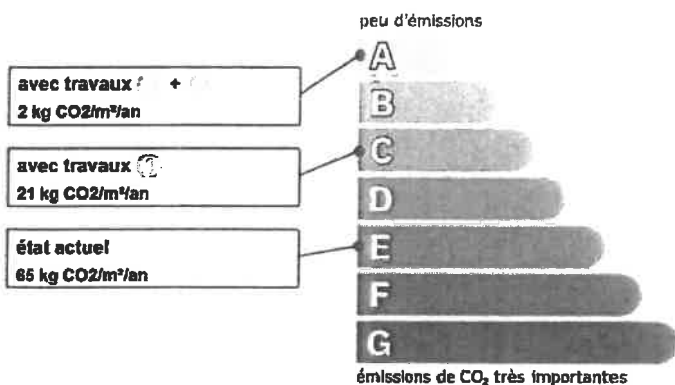 peu d'émissions
A
avec travaux +
2 kg CO2/m²/an
B
avec travaux
21 kg CO2/m²/an
C
D
état actuel
65 kg CO2/m²/an
E
F
G
émissions de CO₂ très importantes